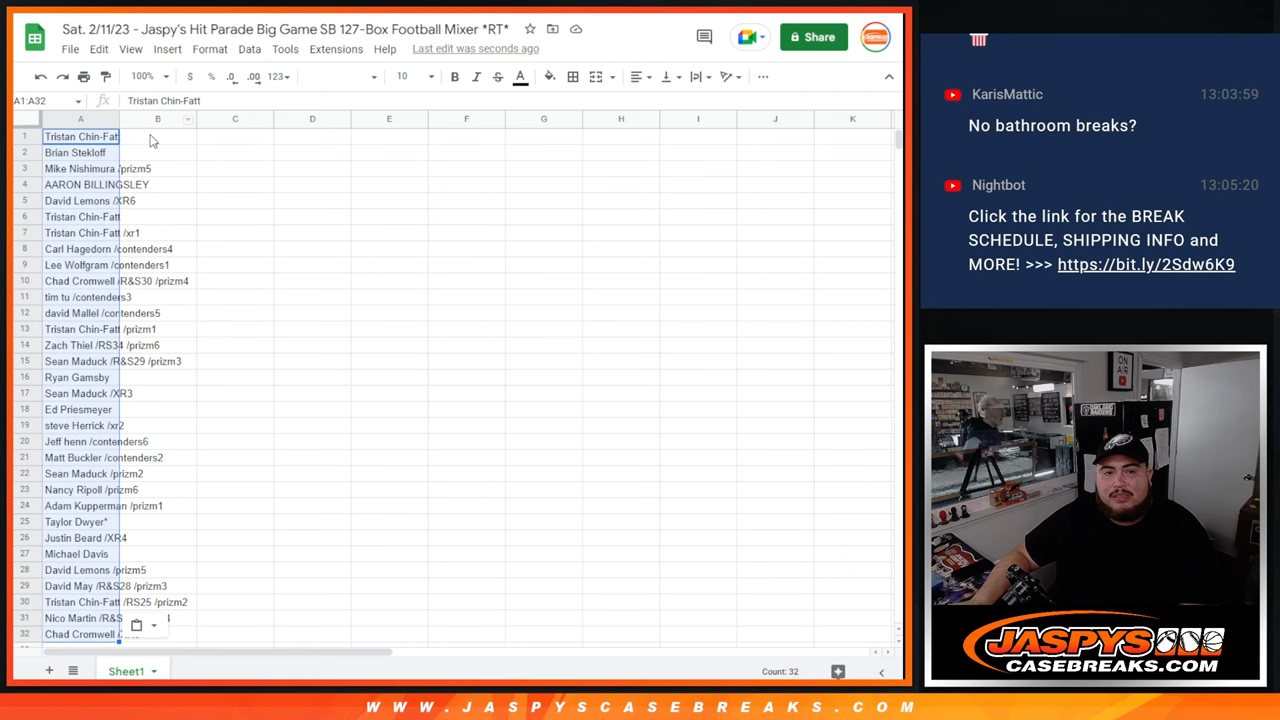 Sat. 2/11/23 - Jaspy's Hit Parade Big Game SB 127-Box Football Mixer *RT*
File Edit View Insert Format Data Tools Extensions Help Last edit was seconds ago
Share
100% $ % .0 .00 123 10 B I S A
A1:A32 fx Tristan Chin-Fatt
A B C D E F G H I J K
1 Tristan Chin-Fatt
2 Brian Stekloff
3 Mike Nishimura /prizm5
4 AARON BILLINGSLEY
5 David Lemons /XR6
6 Tristan Chin-Fatt
7 Tristan Chin-Fatt /xr1
8 Carl Hagedorn /contenders4
9 Lee Wolfgram /contenders1
10 Chad Cromwell /R&S30 /prizm4
11 tim tu /contenders3
12 david Mallel /contenders5
13 Tristan Chin-Fatt /prizm1
14 Zach Thiel /RS34 /prizm6
15 Sean Maduck /R&S29 /prizm3
16 Ryan Gamsby
17 Sean Maduck /XR3
18 Ed Priesmeyer
19 steve Herrick /xr2
20 Jeff henn /contenders6
21 Matt Buckler /contenders2
22 Sean Maduck /prizm2
23 Nancy Ripoll /prizm6
24 Adam Kupperman /prizm1
25 Taylor Dwyer*
26 Justin Beard /XR4
27 Michael Davis
28 David Lemons /prizm5
29 David May /R&S28 /prizm3
30 Tristan Chin-Fatt /RS25 /prizm2
31 Nico Martin /R&S
32 Chad Cromwell
Sheet1
Count: 32
KarisMattic 13:03:59
No bathroom breaks?
Nightbot 13:05:20
Click the link for the BREAK
SCHEDULE, SHIPPING INFO and
MORE! >>> https://bit.ly/2Sdw6K9
ON AIR
JASPYS
CASEBREAKS.COM
WWW.JASPYSCASEBREAKS.COM